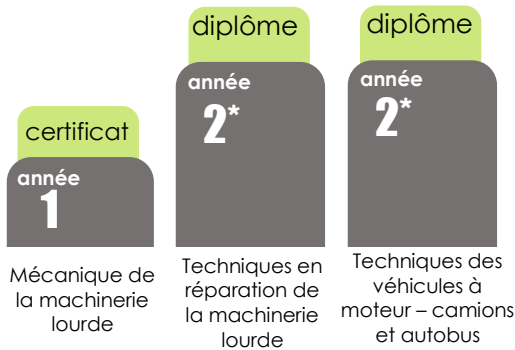 certificat
année
1
Mécanique de
la machinerie
lourde
diplôme
année
2*
Techniques en
réparation de
la machinerie
lourde
diplôme
année
2*
Techniques des
véhicules à
moteur – camions
et autobus